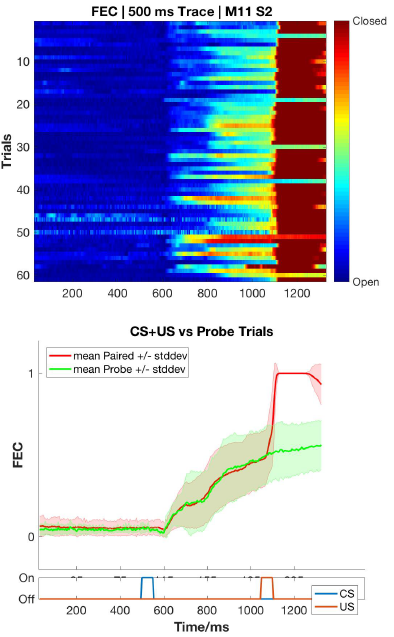 FEC | 500 ms Trace | M11 S2
Closed
Open
Trials
10
20
30
40
50
60
200 400 600 800 1000 1200
CS+US vs Probe Trials
mean Paired +/- stddev
mean Probe +/- stddev
FEC
1
0
On
Off
CS
US
200 400 600 800 1000 1200
Time/ms